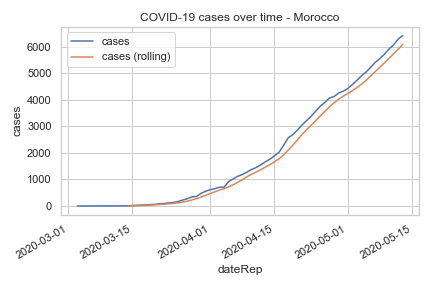 COVID-19 cases over time - Morocco
cases
cases (rolling)
6000
5000
4000
3000
2000
1000
0
cases
2020-03-01
2020-03-15
2020-04-01
2020-04-15
2020-05-01
2020-05-15
dateRep